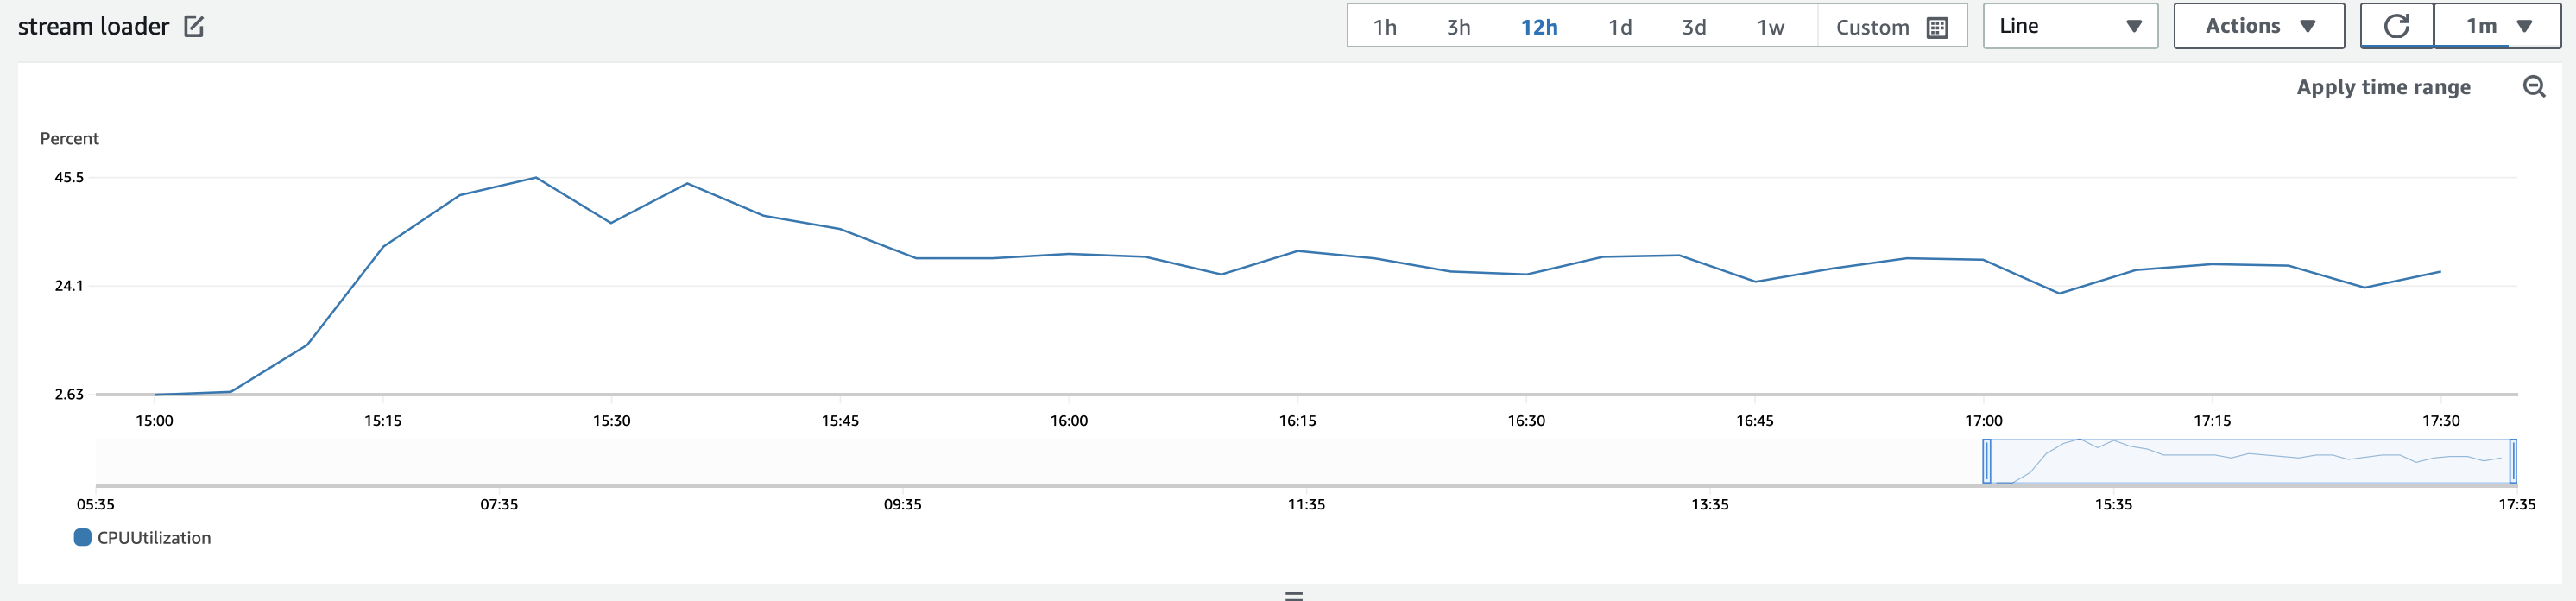 stream loader 1h 3h 12h 1d 3d 1w Custom Line Actions 1m
Apply time range
Percent
45.5
24.1
2.63
15:00 15:15 15:30 15:45 16:00 16:15 16:30 16:45 17:00 17:15 17:30
05:35 07:35 09:35 11:35 13:35 15:35 17:35
CPUUtilization